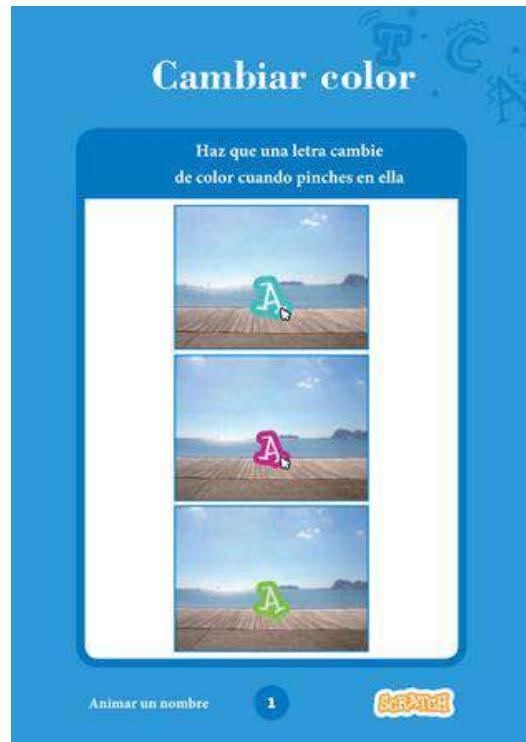 T C A
Cambiar color
Haz que una letra cambie
de color cuando pinches en ella
A
A
A
Animar un nombre
1
SCRATCH